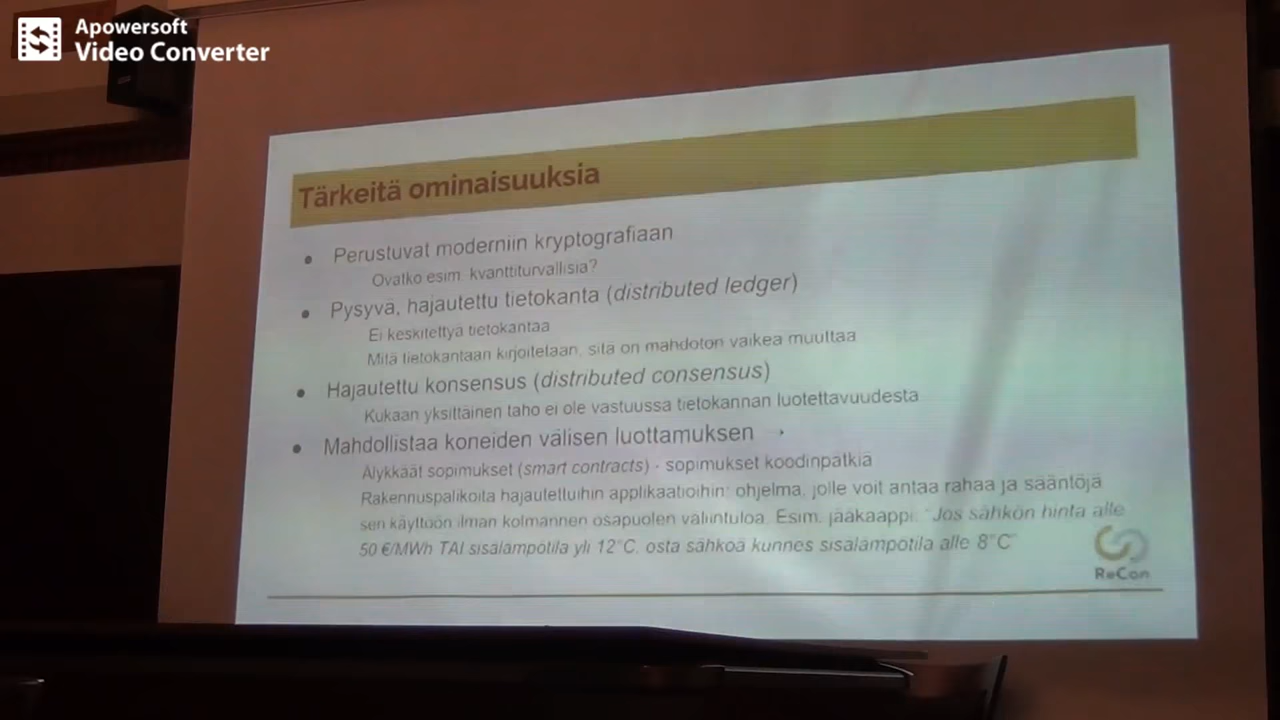 Apowersoft
Video Converter
Tärkeitä ominaisuuksia
● Perustuvat moderniin kryptografiaan
Ovatko esim. kvanttiturvallisia?
● Pysyvä, hajautettu tietokanta (distributed ledger)
Ei keskitettyä tietokantaa
Mitä tietokantaan kirjoitetaan, sitä on mahdoton vaikea muuttaa
● Hajautettu konsensus (distributed consensus)
Kukaan yksittäinen taho ei ole vastuussa tietokannan luotettavuudesta
● Mahdollistaa koneiden välisen luottamuksen →
Älykkäät sopimukset (smart contracts) - sopimukset koodinpätkiä
Rakennuspalikoita hajautettuihin applikaatioihin: ohjelma, jolle voit antaa rahaa ja sääntöjä
sen käyttöön ilman kolmannen osapuolen väliintuloa. Esim. jääkaappi: "Jos sähkön hinta alle
50 €/MWh TAI sisälämpötila yli 12°C, osta sähköä kunnes sisälämpötila alle 8°C"
ReCon